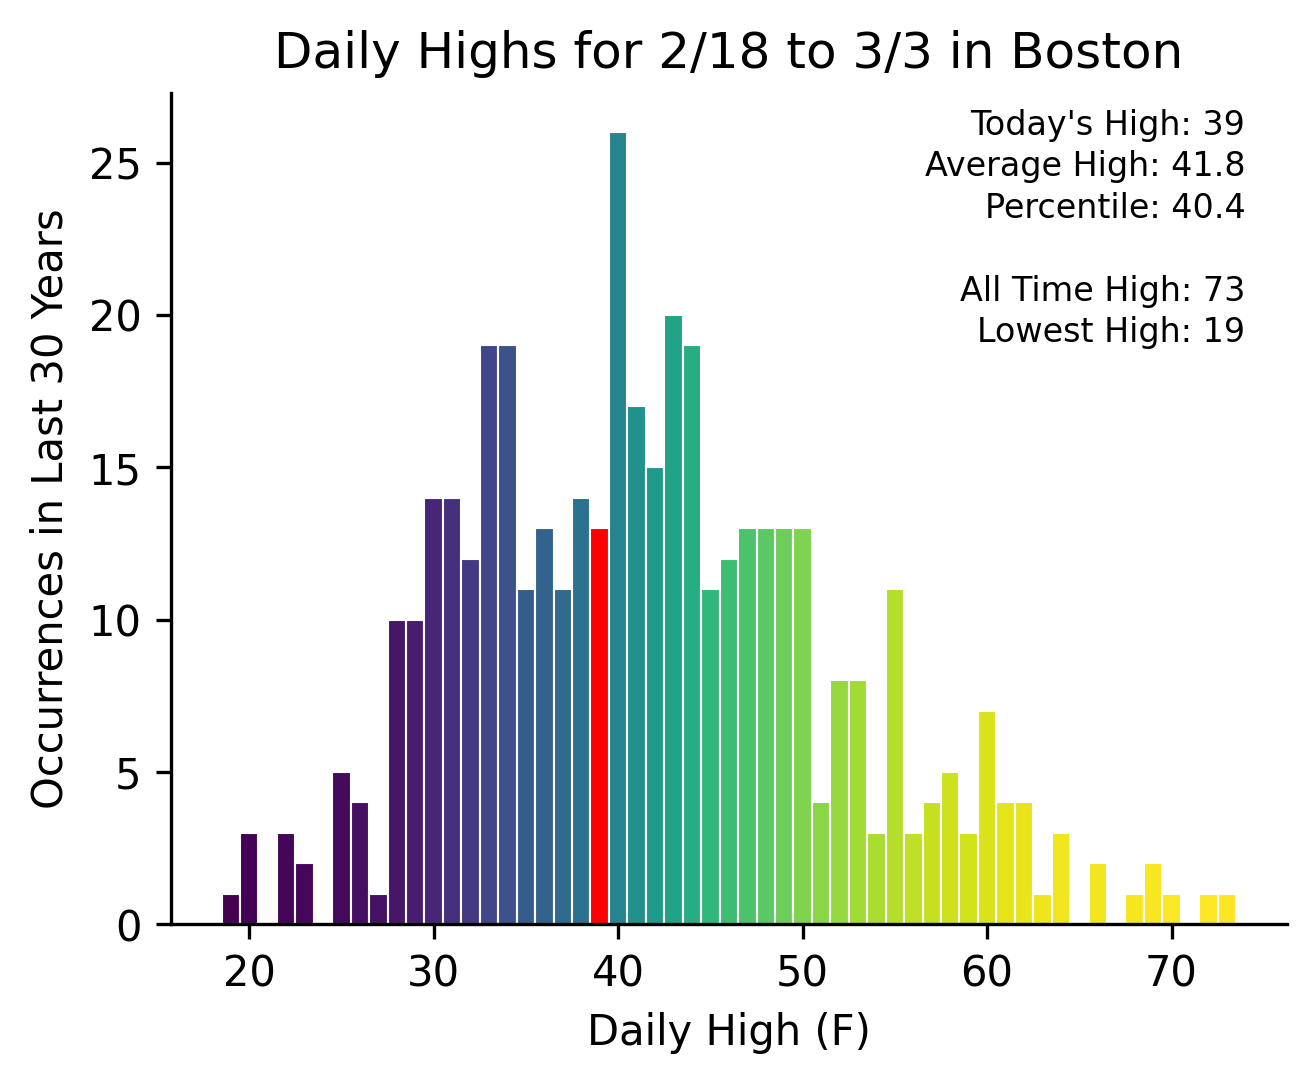 Daily Highs for 2/18 to 3/3 in Boston
Today's High: 39
Average High: 41.8
Percentile: 40.4
All Time High: 73
Lowest High: 19
Occurrences in Last 30 Years
25
20
15
10
5
0
20 30 40 50 60 70
Daily High (F)